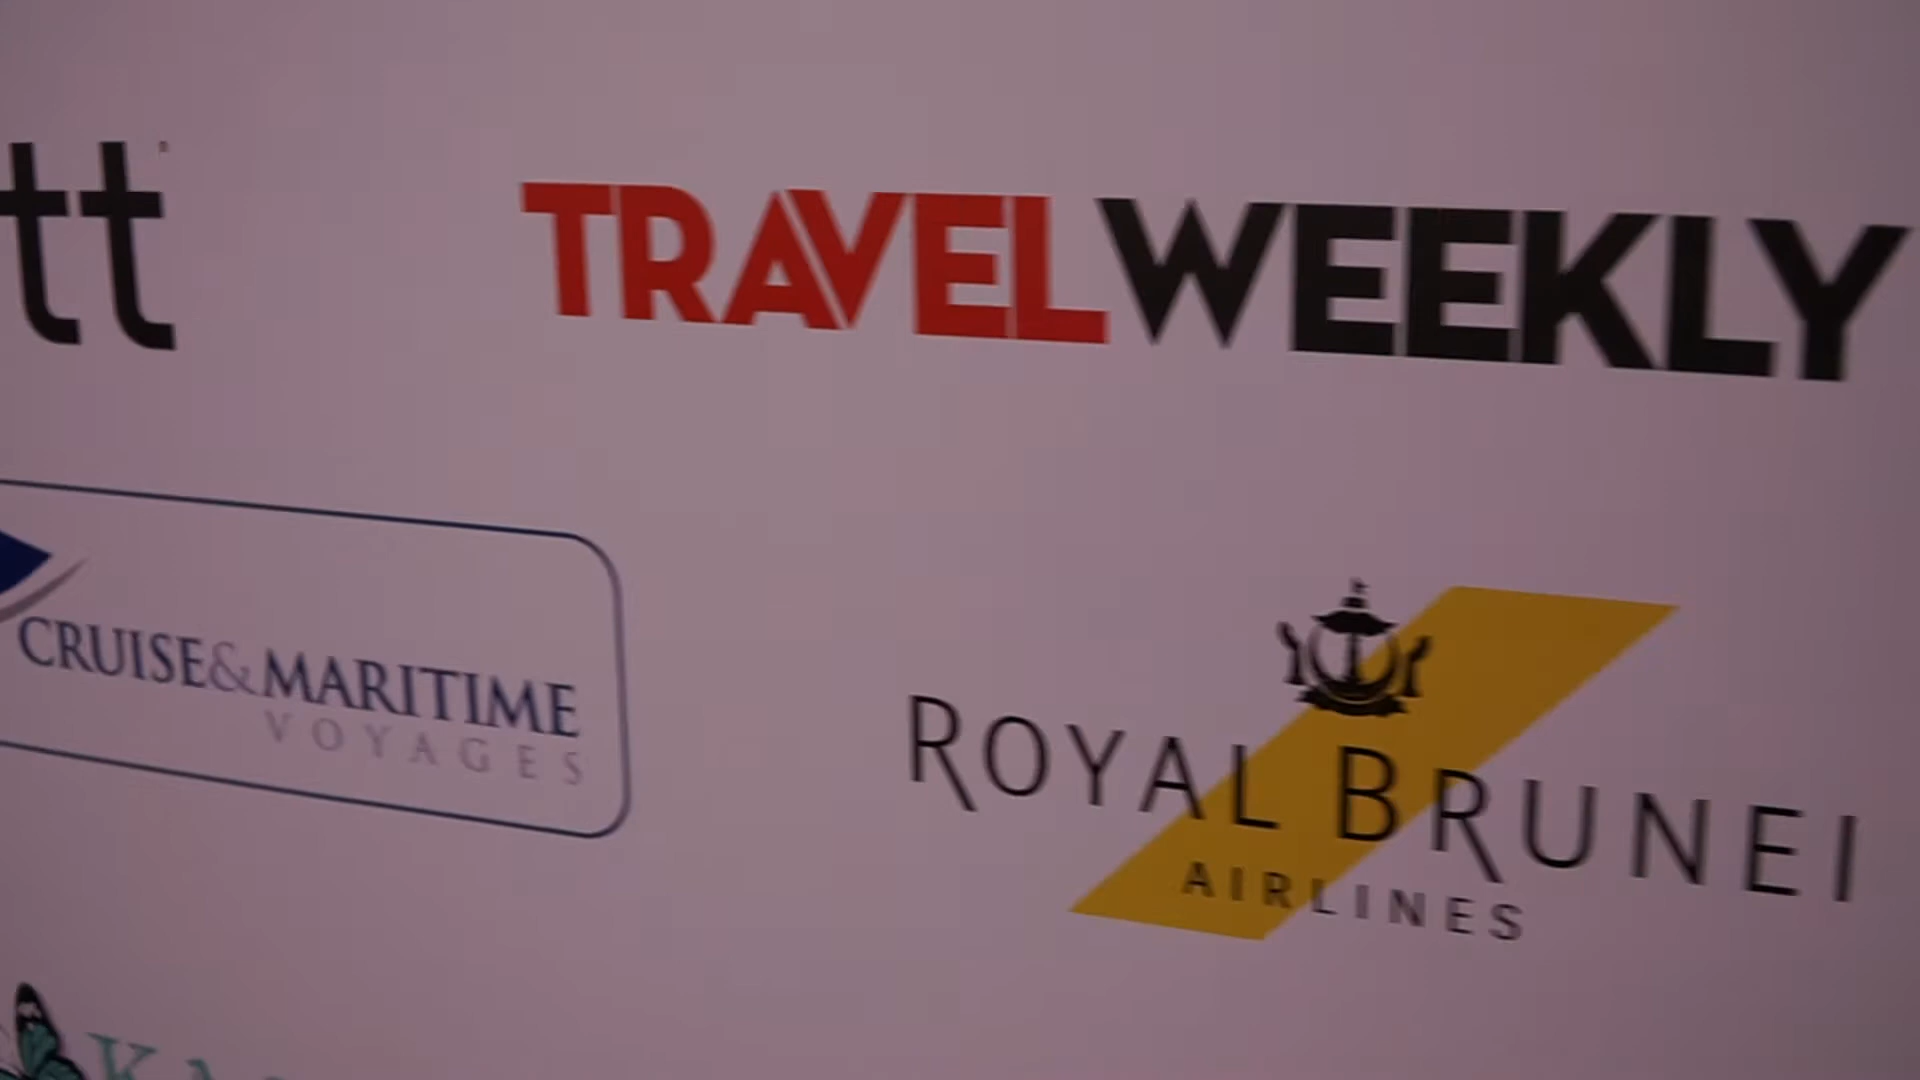 tt
TRAVELWEEKLY
CRUISE&MARITIME
VOYAGES
ROYAL BRUNEI
AIRLINES